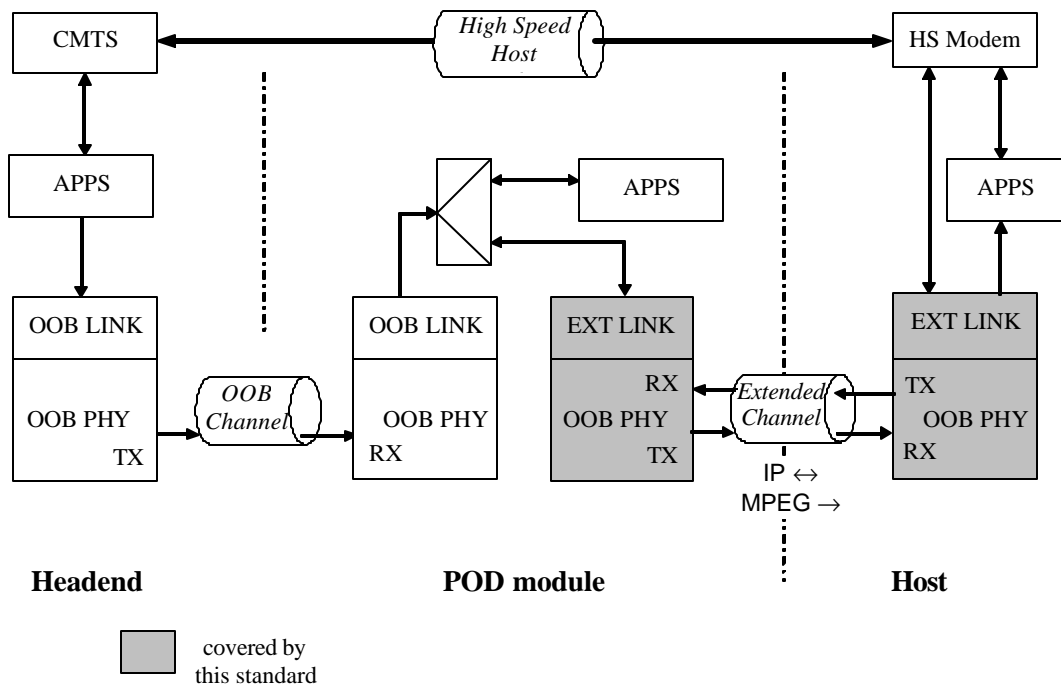 CMTS
High Speed
Host
HS Modem
APPS
APPS
APPS
OOB LINK
OOB LINK
EXT LINK
EXT LINK
OOB PHY
TX
OOB
Channel
OOB PHY
RX
RX
OOB PHY
TX
Extended
Channel
TX
OOB PHY
RX
IP ↔
MPEG →
Headend
POD module
Host
covered by
this standard